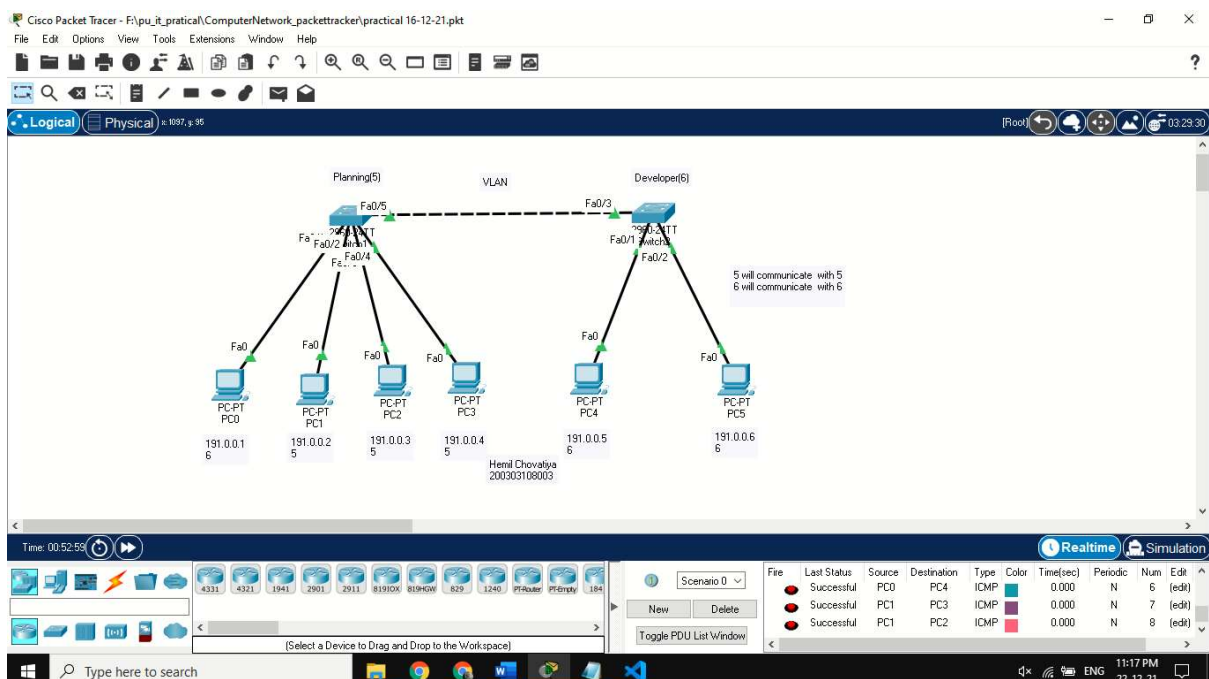 Cisco Packet Tracer - F:\pu_it_pratical\ComputerNetwork_packettracker\practical 16-12-21.pkt
File Edit Options View Tools Extensions Window Help
?
Logical Physical x: 1097, y: 95 [Root] 03:29:30
Planning(5) VLAN Developer(6)
Fa0/5 Fa0/3
2960-24TT
Fa0/1
Fa0/2
Fa0/4
Fa0/2
5 will communicate with 5
6 will communicate with 6
Fa0 Fa0 Fa0 Fa0 Fa0 Fa0
PC-PT PC-PT PC-PT PC-PT PC-PT PC-PT
PC0 PC1 PC2 PC3 PC4 PC5
191.0.0.1 191.0.0.2 191.0.0.3 191.0.0.4 191.0.0.5 191.0.0.6
6 5 5 5 6 6
Hemil Chovatiya
200303108003
Time: 00:52:59 Realtime Simulation
4331 4321 1941 2901 2911 819IOX 819HGW 829 1240 PT-Router PT-Empty 184
(Select a Device to Drag and Drop to the Workspace)
Scenario 0
New Delete
Toggle PDU List Window
Fire Last Status Source Destination Type Color Time(sec) Periodic Num Edit
Successful PC0 PC4 ICMP 0.000 N 6 (edit)
Successful PC1 PC3 ICMP 0.000 N 7 (edit)
Successful PC1 PC2 ICMP 0.000 N 8 (edit)
Type here to search
ENG
11:17 PM
22-12-21